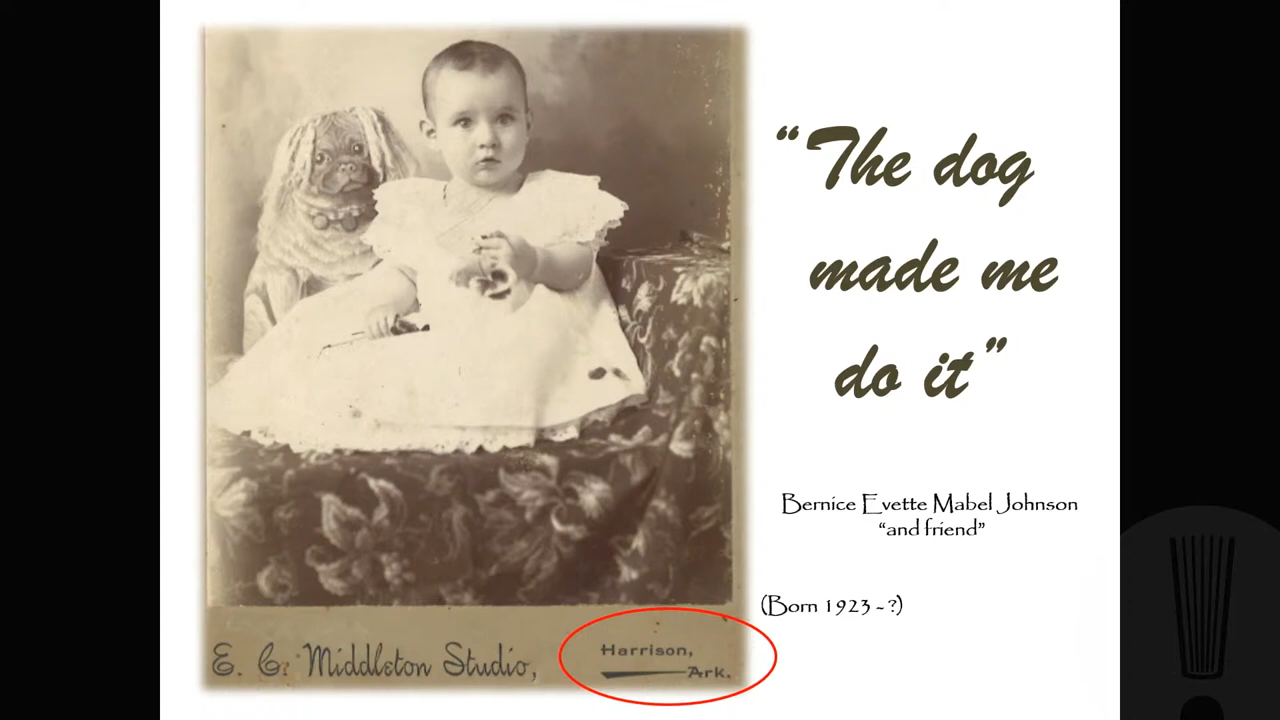 “The dog
made me
do it”
Bernice Evette Mabel Johnson
“and friend”
(Born 1923 - ?)
E. C. Middleton Studio,
Harrison,
Ark.